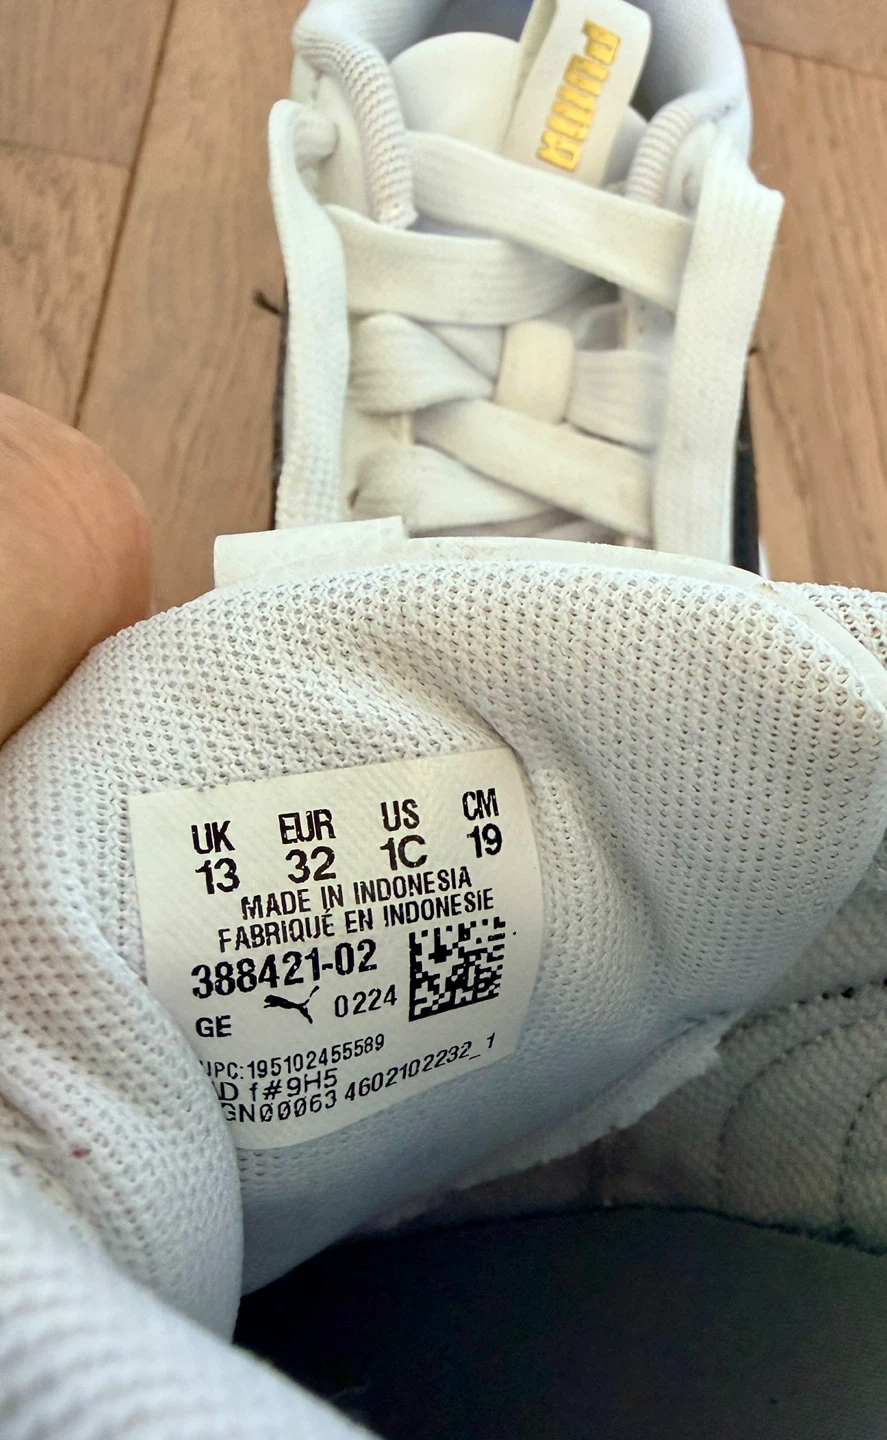 PUMA
UK EUR US CM
13 32 1C 19
MADE IN INDONESIA
FABRIQUÉ EN INDONESIE
388421-02
GE 0224
UPC:195102455589
f#9H5
GN00063 4602102232_1